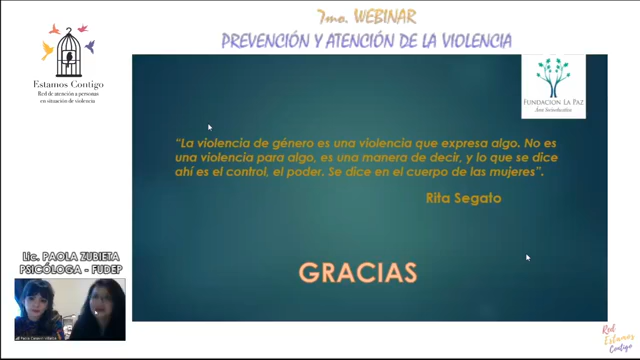 7mo. WEBINAR
PREVENCIÓN Y ATENCIÓN DE LA VIOLENCIA
Estamos Contigo
Red de atención a personas
en situación de violencia
FUNDACION LA PAZ
Area Socioeducativa
“La violencia de género es una violencia que expresa algo. No es
una violencia para algo, es una manera de decir, y lo que se dice
ahí es el control, el poder. Se dice en el cuerpo de las mujeres”.
Rita Segato
GRACIAS
Lic. PAOLA ZUBIETA
PSICÓLOGA - FUDEP
Red
Estamos
Contigo